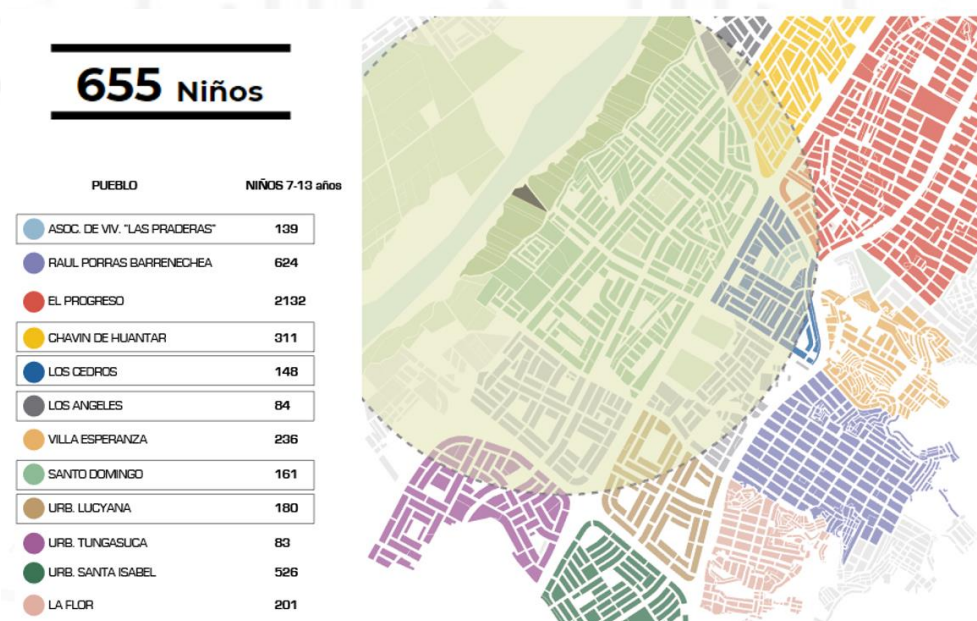 655 Niños
PUEBLO NIÑOS 7-13 años
ASOC. DE VIV. "LAS PRADERAS" 139
RAUL PORRAS BARRENECHEA 624
EL PROGRESO 2132
CHAVIN DE HUANTAR 311
LOS CEDROS 148
LOS ANGELES 84
VILLA ESPERANZA 236
SANTO DOMINGO 161
URB. LUCYANA 180
URB. TUNGASUCA 83
URB. SANTA ISABEL 526
LA FLOR 201